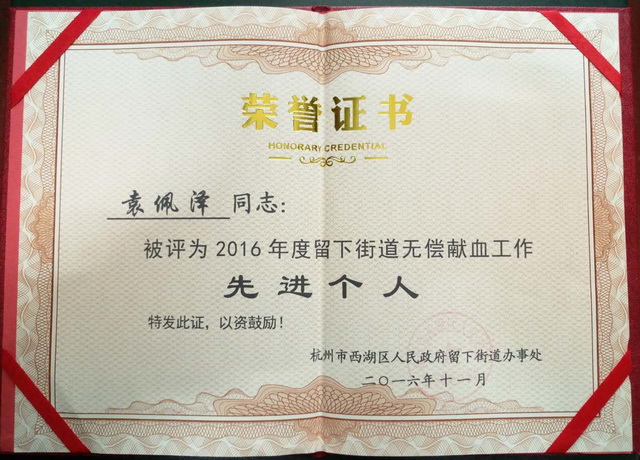 荣誉证书
HONORARY CREDENTIAL
袁佩泽 同志：
被评为2016年度留下街道无偿献血工作
先进个人
特发此证，以资鼓励！
杭州市西湖区人民政府留下街道办事处
二〇一六年十一月